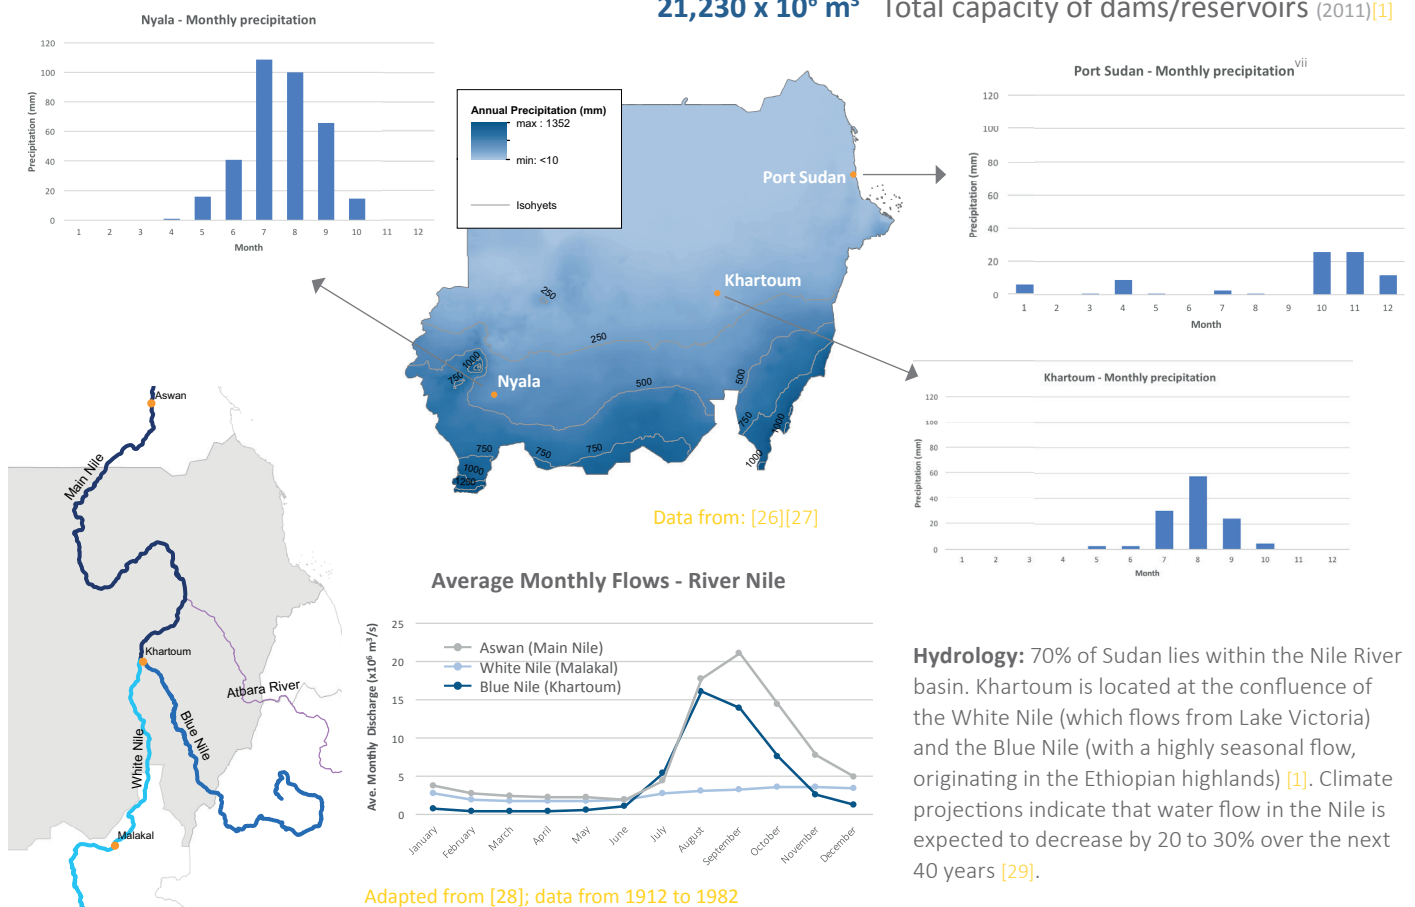 21,230 x 10⁶ m³ Total capacity of dams/reservoirs (2011)[1]
Nyala - Monthly precipitation
Precipitation (mm)
120
100
80
60
40
20
0
1 2 3 4 5 6 7 8 9 10 11 12
Month
Annual Precipitation (mm)
max : 1352
min: <10
Isohyets
Port Sudan
Khartoum
Nyala
250
250
500
500
1000
750
750
1000
1250
750
750
750
1000
1000
Data from: [26][27]
Port Sudan - Monthly precipitation vii
Precipitation (mm)
120
100
80
60
40
20
0
1 2 3 4 5 6 7 8 9 10 11 12
Month
Khartoum - Monthly precipitation
Precipitation (mm)
120
100
80
60
40
20
0
1 2 3 4 5 6 7 8 9 10 11 12
Month
Aswan
Main Nile
Khartoum
Atbara River
White Nile
Blue Nile
Malakal
Average Monthly Flows - River Nile
Ave. Monthly Discharge (x10⁶ m³/s)
25
20
15
10
5
0
Aswan (Main Nile)
White Nile (Malakal)
Blue Nile (Khartoum)
January February March April May June July August September October November December
Adapted from [28]; data from 1912 to 1982
Hydrology: 70% of Sudan lies within the Nile River
basin. Khartoum is located at the confluence of
the White Nile (which flows from Lake Victoria)
and the Blue Nile (with a highly seasonal flow,
originating in the Ethiopian highlands) [1]. Climate
projections indicate that water flow in the Nile is
expected to decrease by 20 to 30% over the next
40 years [29].